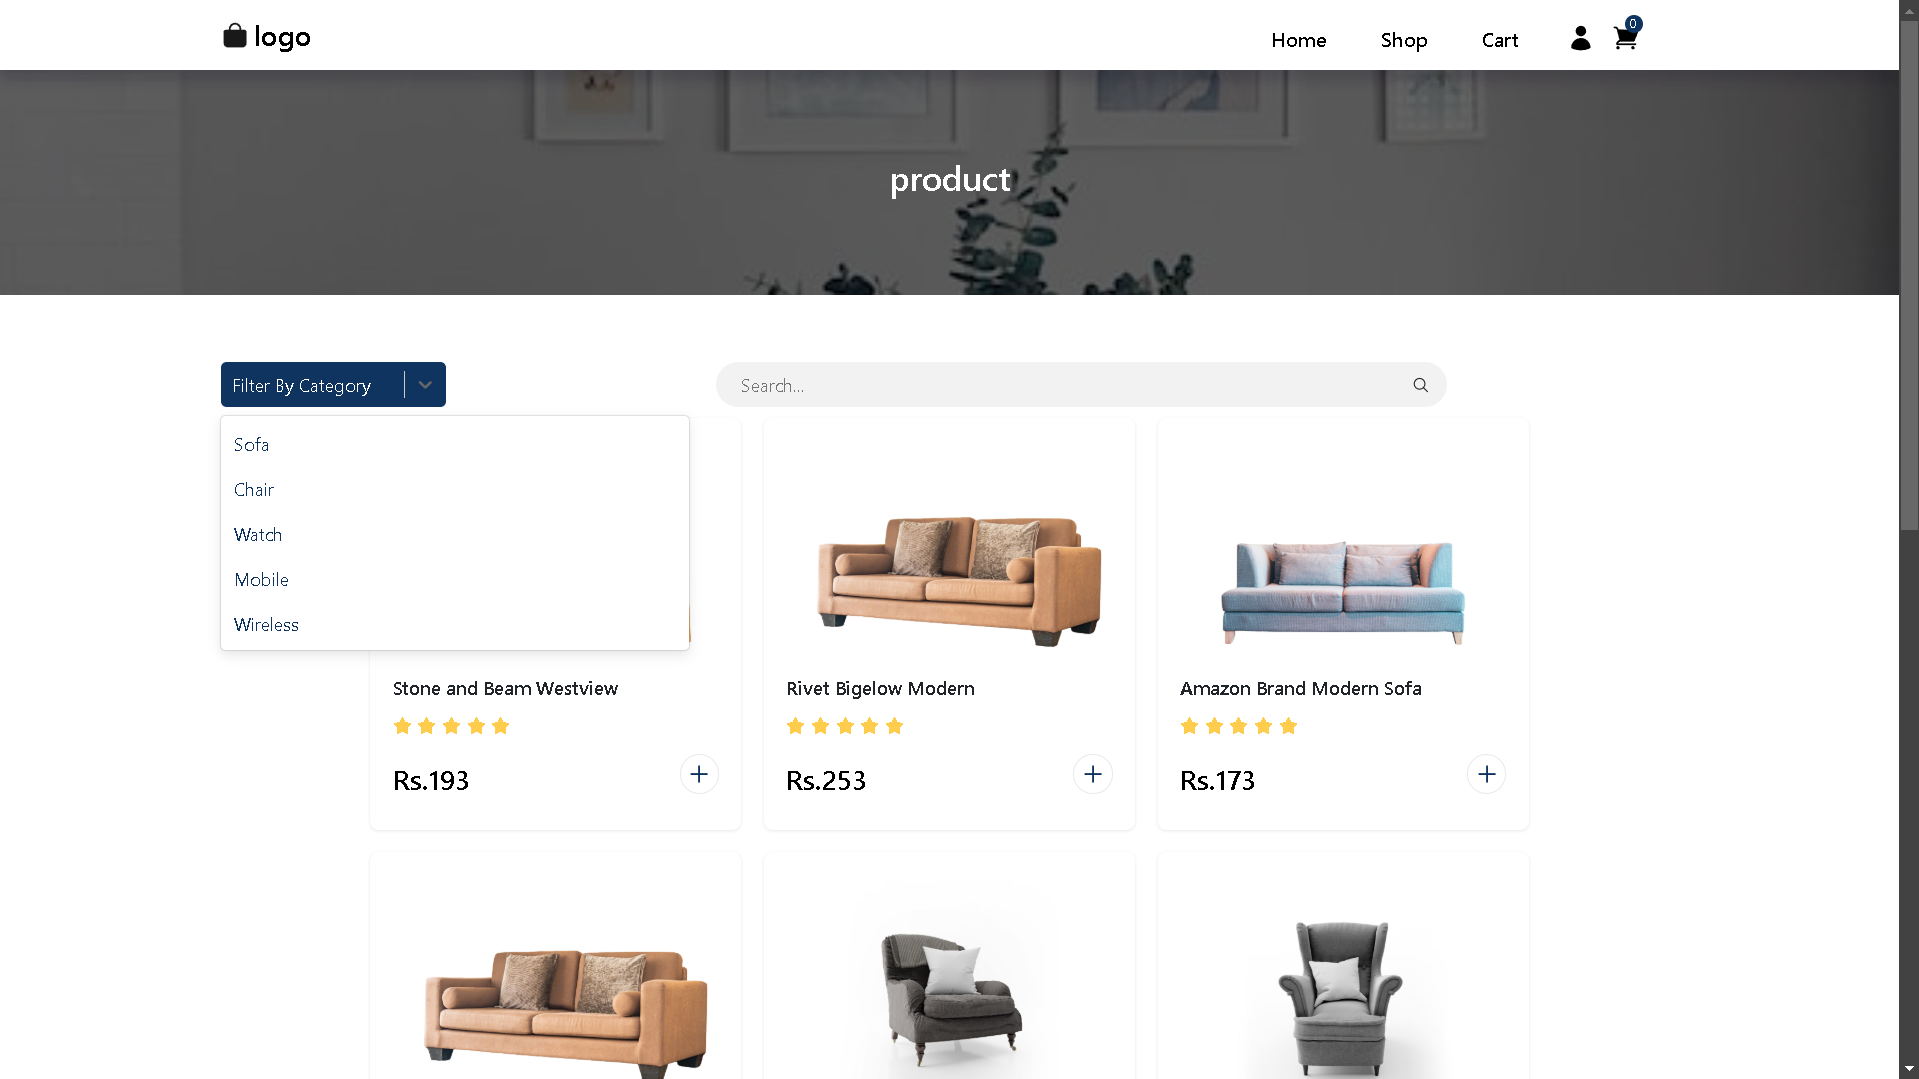 logo
Home
Shop
Cart
0
product
Filter By Category
Search...
Sofa
Chair
Watch
Mobile
Wireless
Stone and Beam Westview
Rs.193
Rivet Bigelow Modern
Rs.253
Amazon Brand Modern Sofa
Rs.173